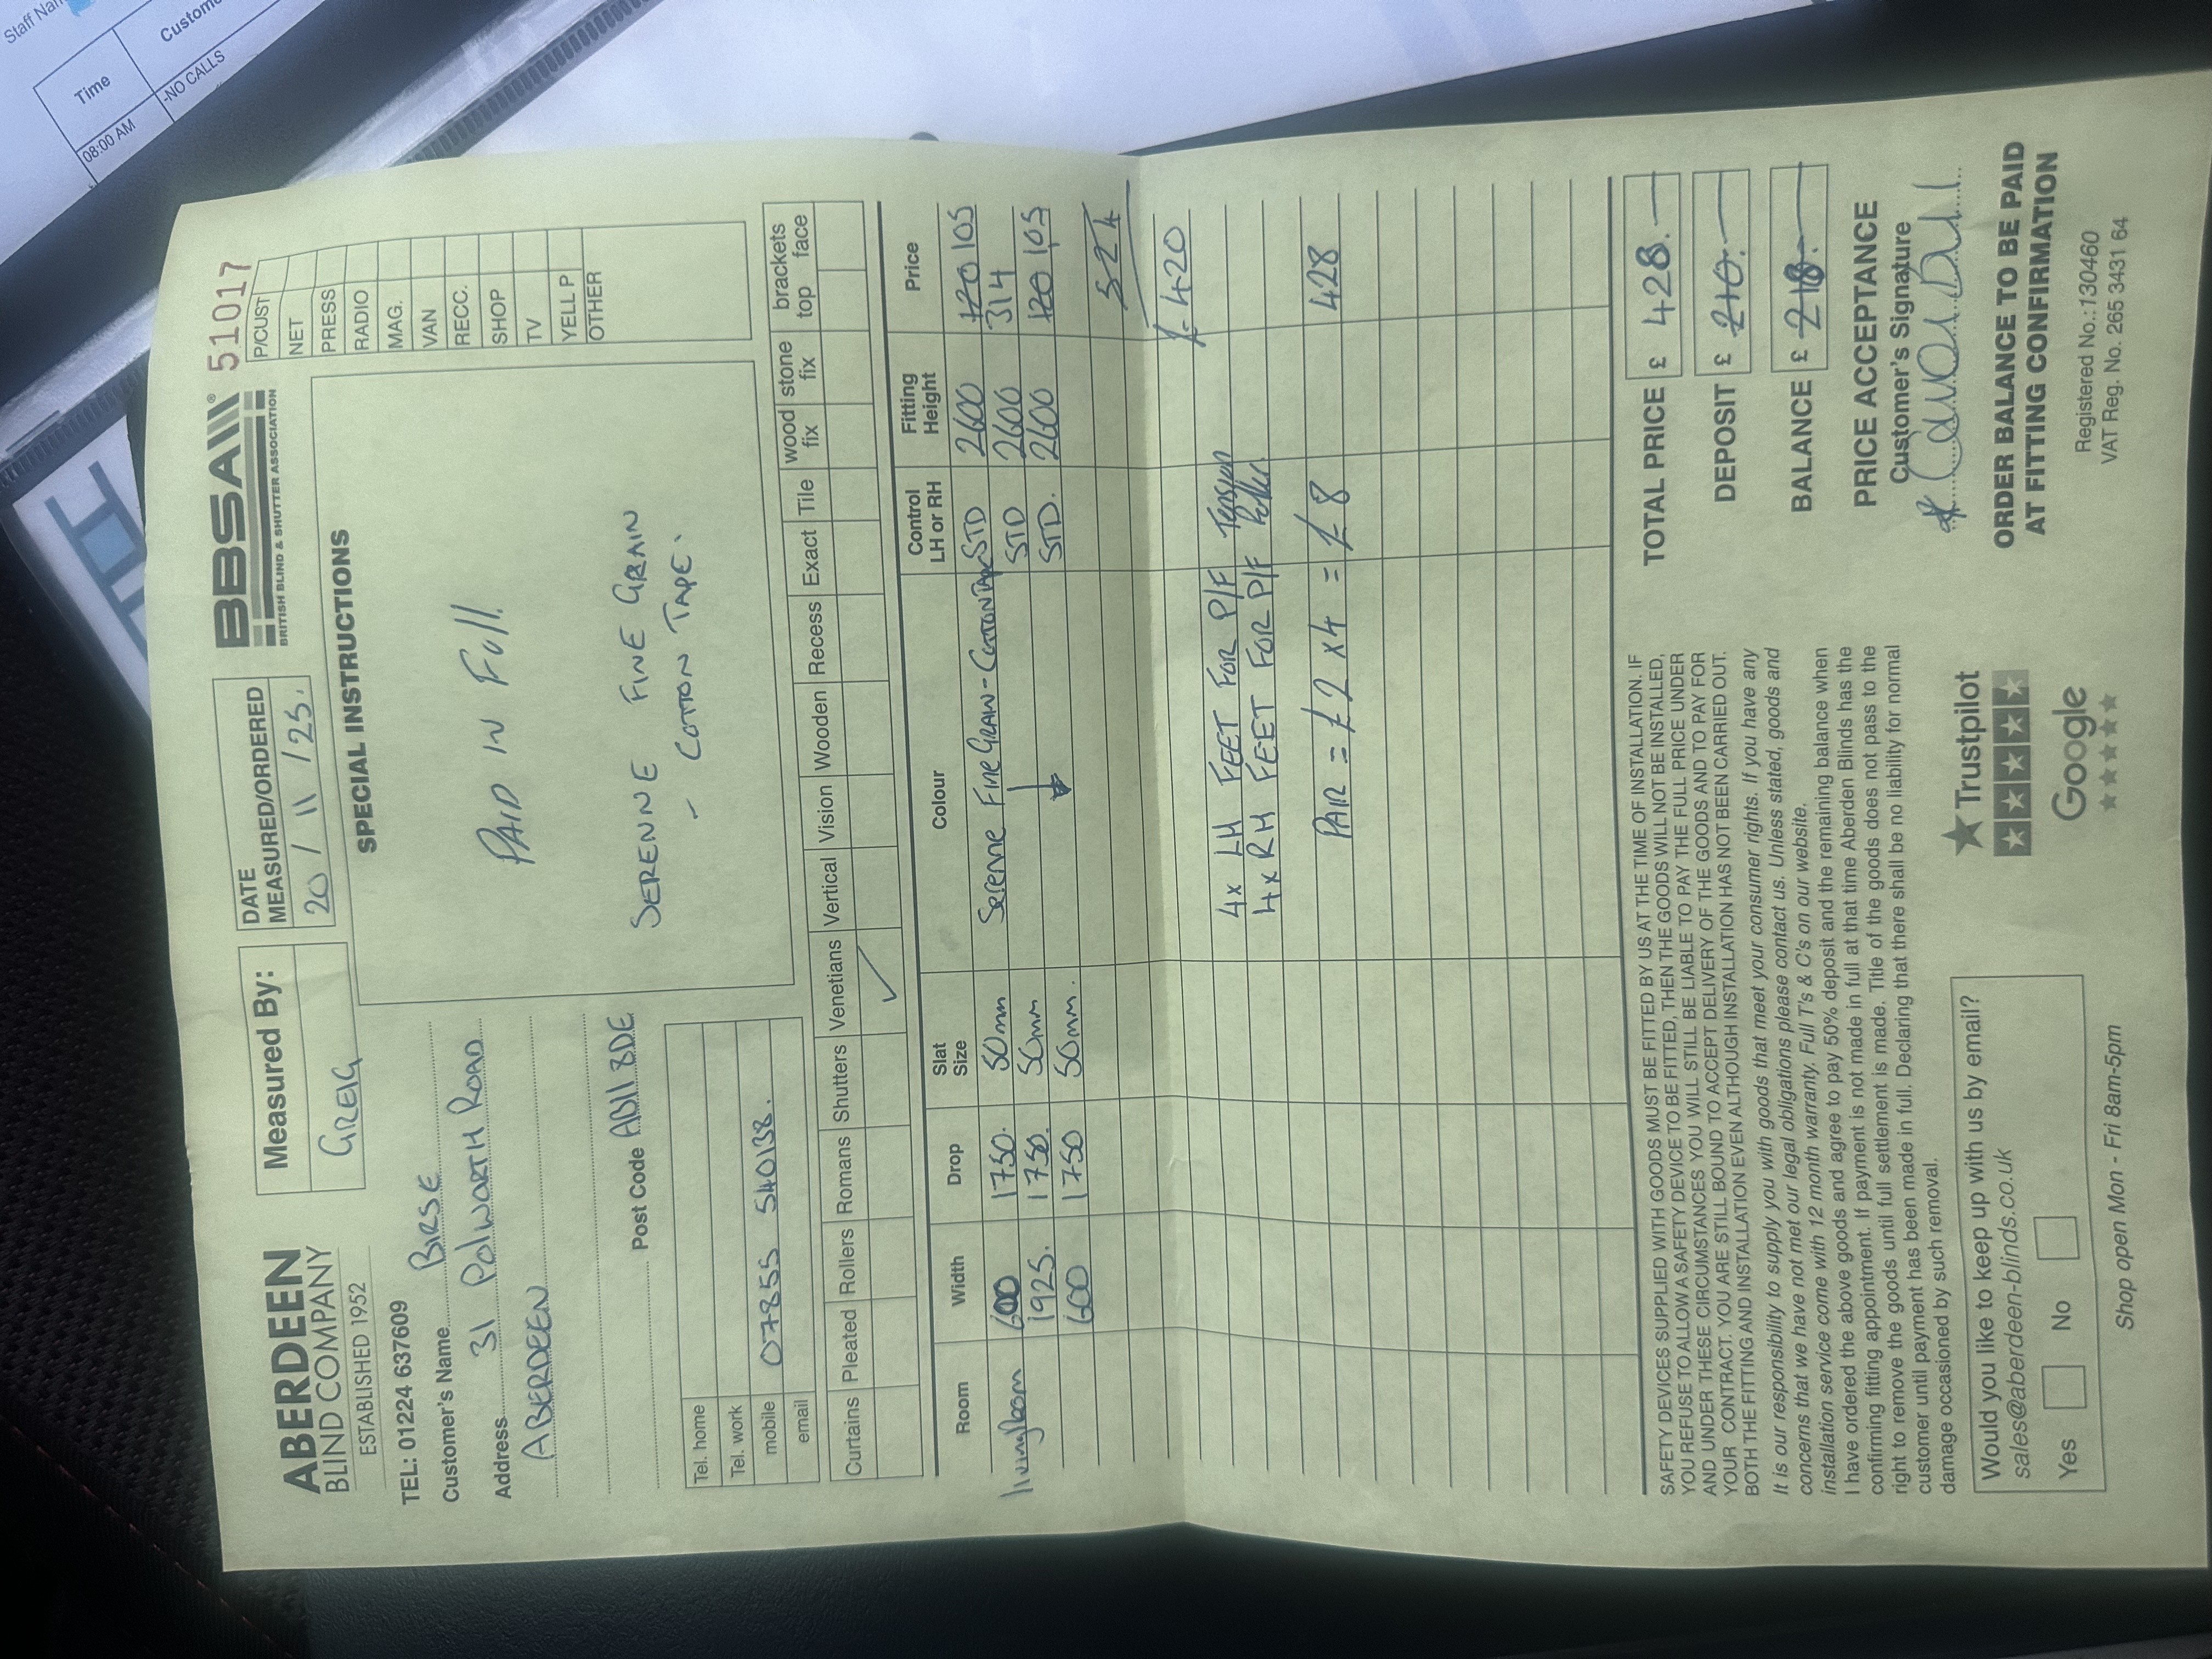 Staff Nam
Custome
Time
08:00 AM
-NO CALLS
ABERDEEN
BLIND COMPANY
ESTABLISHED 1952
TEL: 01224 637609
Measured By:
GREIG
DATE
MEASURED/ORDERED
20 / 11 / 25.
BBSA®
BRITISH BLIND & SHUTTER ASSOCIATION
51017
Customer's Name BIRSE
Address 31 POLWARTH ROAD
ABERDEEN
Post Code AB11 8DE
Tel. home
Tel. work
mobile 07855 540138.
email
SPECIAL INSTRUCTIONS
PAID IN FULL
SERENNE FINE GRAIN
- COTTON TAPE.
P/CUST
NET
PRESS
RADIO
MAG.
VAN
RECC.
SHOP
TV
YELL P
OTHER
Curtains Pleated Rollers Romans Shutters Venetians Vertical Vision Wooden Recess Exact Tile wood fix stone fix brackets top face
✓
Room Width Drop Slat Size Colour Control LH or RH Fitting Height Price
livingroom 600 1750. 50mm Serenne Fine Grain-Cotton Tape STD 2600 120 105
1925. 1750. 50mm STD 2600 314
600 1750 50mm. STD. 2600 120 105
524
£420
4x LH FEET FOR P/F Tension
4x RH FEET FOR P/F
PAIR = £2 x 4 = £8 428
SAFETY DEVICES SUPPLIED WITH GOODS MUST BE FITTED BY US AT THE TIME OF INSTALLATION. IF
YOU REFUSE TO ALLOW A SAFETY DEVICE TO BE FITTED, THEN THE GOODS WILL NOT BE INSTALLED,
AND UNDER THESE CIRCUMSTANCES YOU WILL STILL BE LIABLE TO PAY THE FULL PRICE UNDER
YOUR CONTRACT. YOU ARE STILL BOUND TO ACCEPT DELIVERY OF THE GOODS AND TO PAY FOR
BOTH THE FITTING AND INSTALLATION EVEN ALTHOUGH INSTALLATION HAS NOT BEEN CARRIED OUT.
It is our responsibility to supply you with goods that meet your consumer rights. If you have any
concerns that we have not met our legal obligations please contact us. Unless stated, goods and
installation service come with 12 month warranty. Full T's & C's on our website.
I have ordered the above goods and agree to pay 50% deposit and the remaining balance when
confirming fitting appointment. If payment is not made in full at that time Aberden Blinds has the
right to remove the goods until full settlement is made. Title of the goods does not pass to the
customer until payment has been made in full. Declaring that there shall be no liability for normal
damage occasioned by such removal.
TOTAL PRICE £ 428.—
DEPOSIT £ 210.—
BALANCE £ 218.—
PRICE ACCEPTANCE
Customer's Signature
ORDER BALANCE TO BE PAID
AT FITTING CONFIRMATION
Registered No.:130460
VAT Reg. No. 265 3431 64
Would you like to keep up with us by email?
sales@aberdeen-blinds.co.uk
Yes No
Trustpilot
Google
Shop open Mon - Fri 8am-5pm